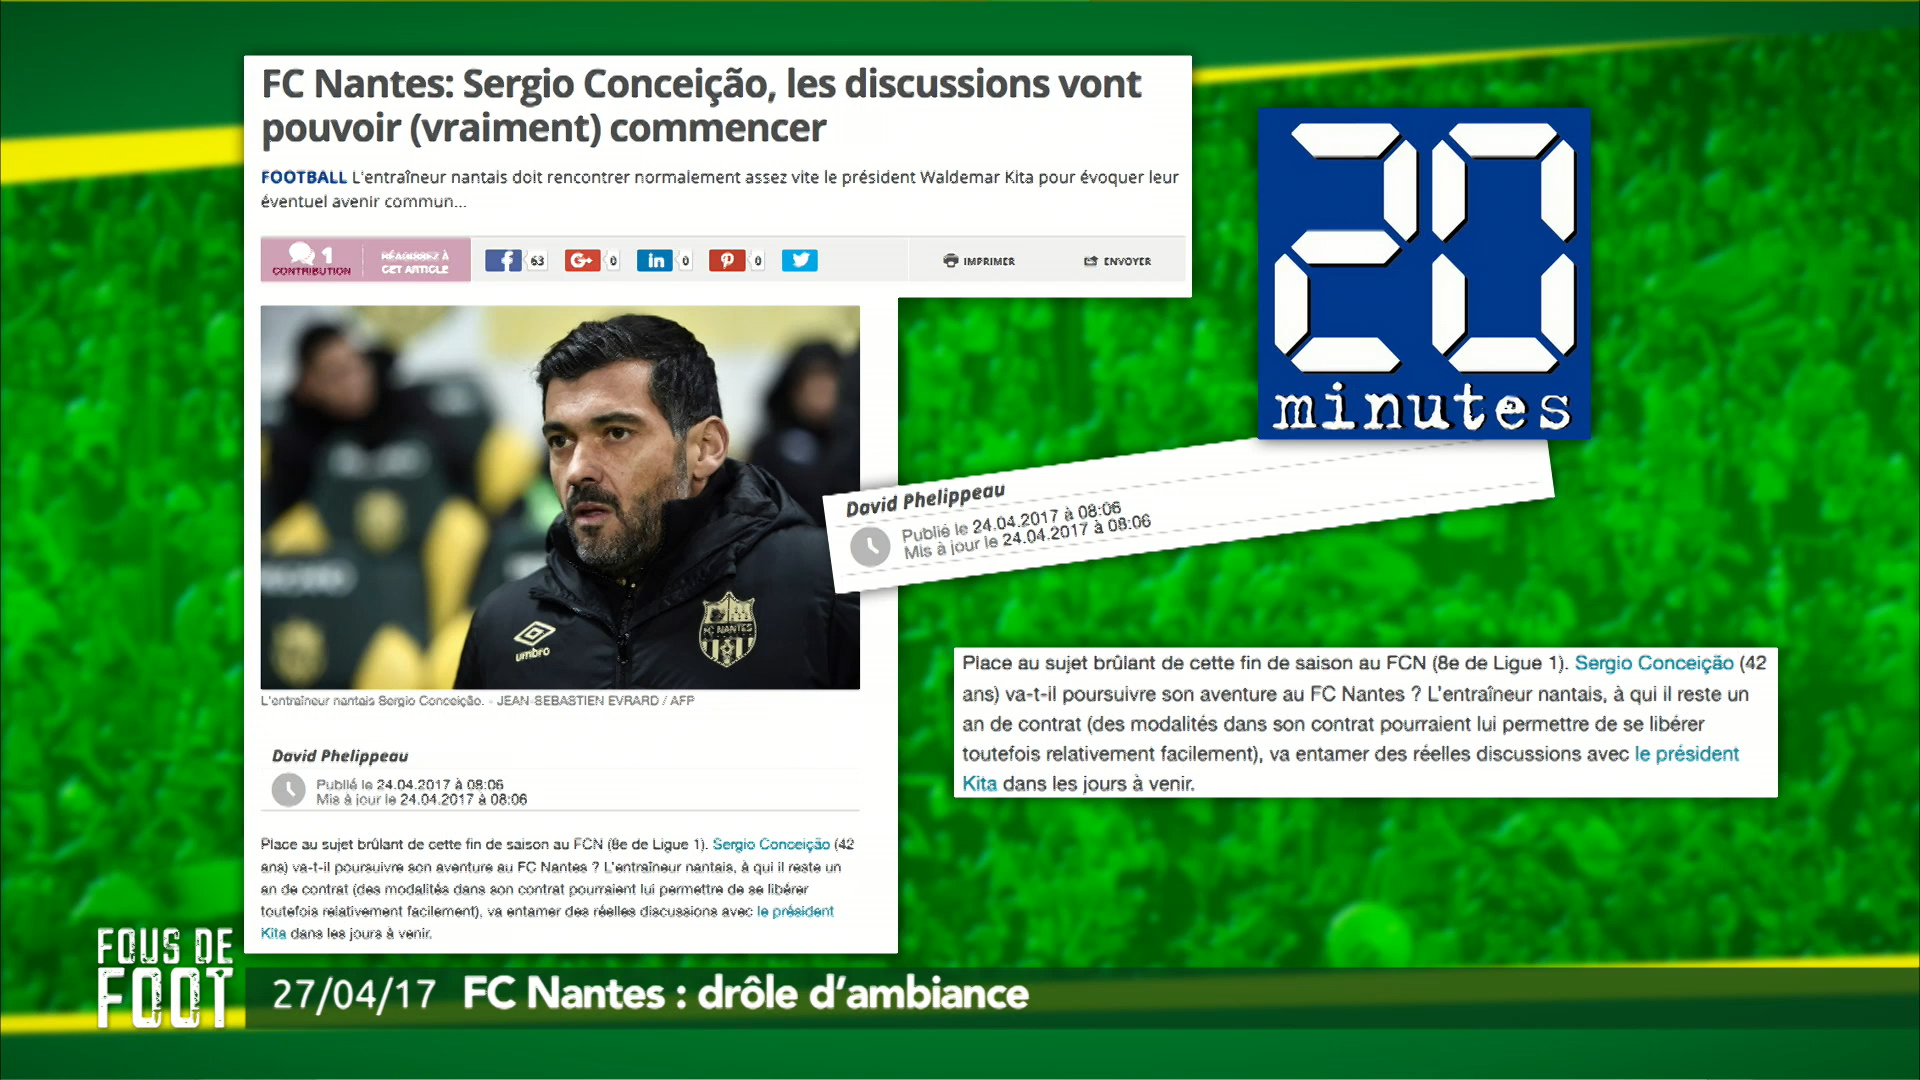 FC Nantes: Sergio Conceição, les discussions vont
pouvoir (vraiment) commencer
FOOTBALL L'entraîneur nantais doit rencontrer normalement assez vite le président Waldemar Kita pour évoquer leur
éventuel avenir commun...
1
CONTRIBUTION
RÉAGISSEZ À
CET ARTICLE
63
G+ 0
in 0
0
IMPRIMER
ENVOYER
20
minutes
umbro
FC NANTES
L'entraîneur nantais Sergio Conceição. - JEAN-SEBASTIEN EVRARD / AFP
David Phelippeau
Publié le 24.04.2017 à 08:06
Mis à jour le 24.04.2017 à 08:06
David Phelippeau
Publié le 24.04.2017 à 08:06
Mis à jour le 24.04.2017 à 08:06
Place au sujet brûlant de cette fin de saison au FCN (8e de Ligue 1). Sergio Conceição (42
ans) va-t-il poursuivre son aventure au FC Nantes ? L'entraîneur nantais, à qui il reste un
an de contrat (des modalités dans son contrat pourraient lui permettre de se libérer
toutefois relativement facilement), va entamer des réelles discussions avec le président
Kita dans les jours à venir.
Place au sujet brûlant de cette fin de saison au FCN (8e de Ligue 1). Sergio Conceição (42
ans) va-t-il poursuivre son aventure au FC Nantes ? L'entraîneur nantais, à qui il reste un
an de contrat (des modalités dans son contrat pourraient lui permettre de se libérer
toutefois relativement facilement), va entamer des réelles discussions avec le président
Kita dans les jours à venir.
FOUS DE
FOOT
27/04/17 FC Nantes : drôle d'ambiance